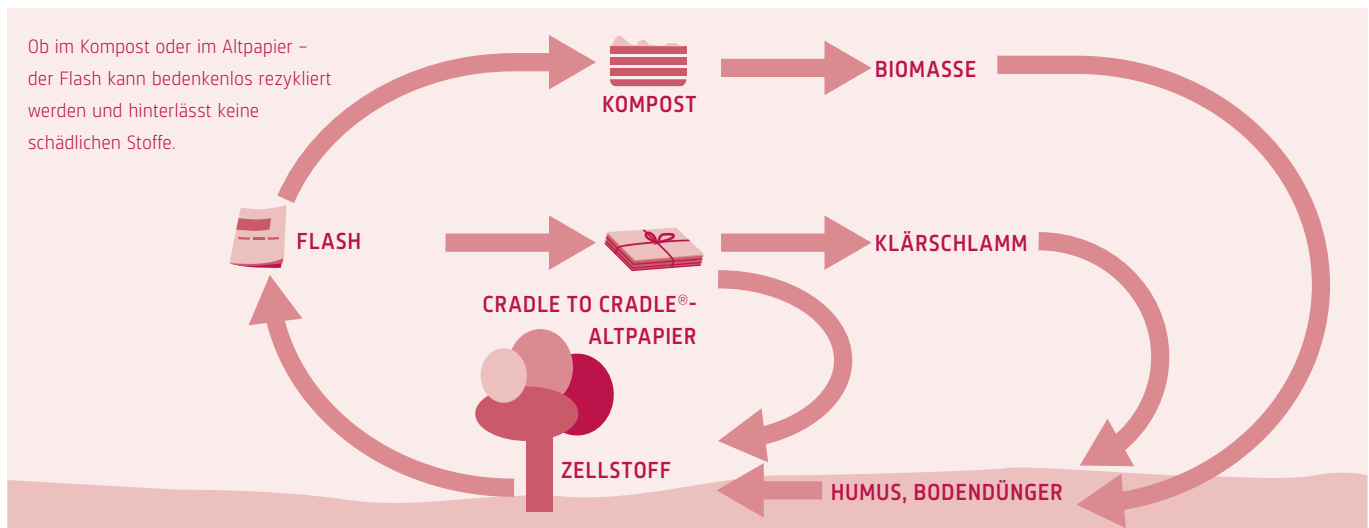 Ob im Kompost oder im Altpapier –
der Flash kann bedenkenlos rezykliert
werden und hinterlässt keine
schädlichen Stoffe.
KOMPOST
BIOMASSE
FLASH
CRADLE TO CRADLE®-
ALTPAPIER
KLÄRSCHLAMM
ZELLSTOFF
HUMUS, BODENDÜNGER